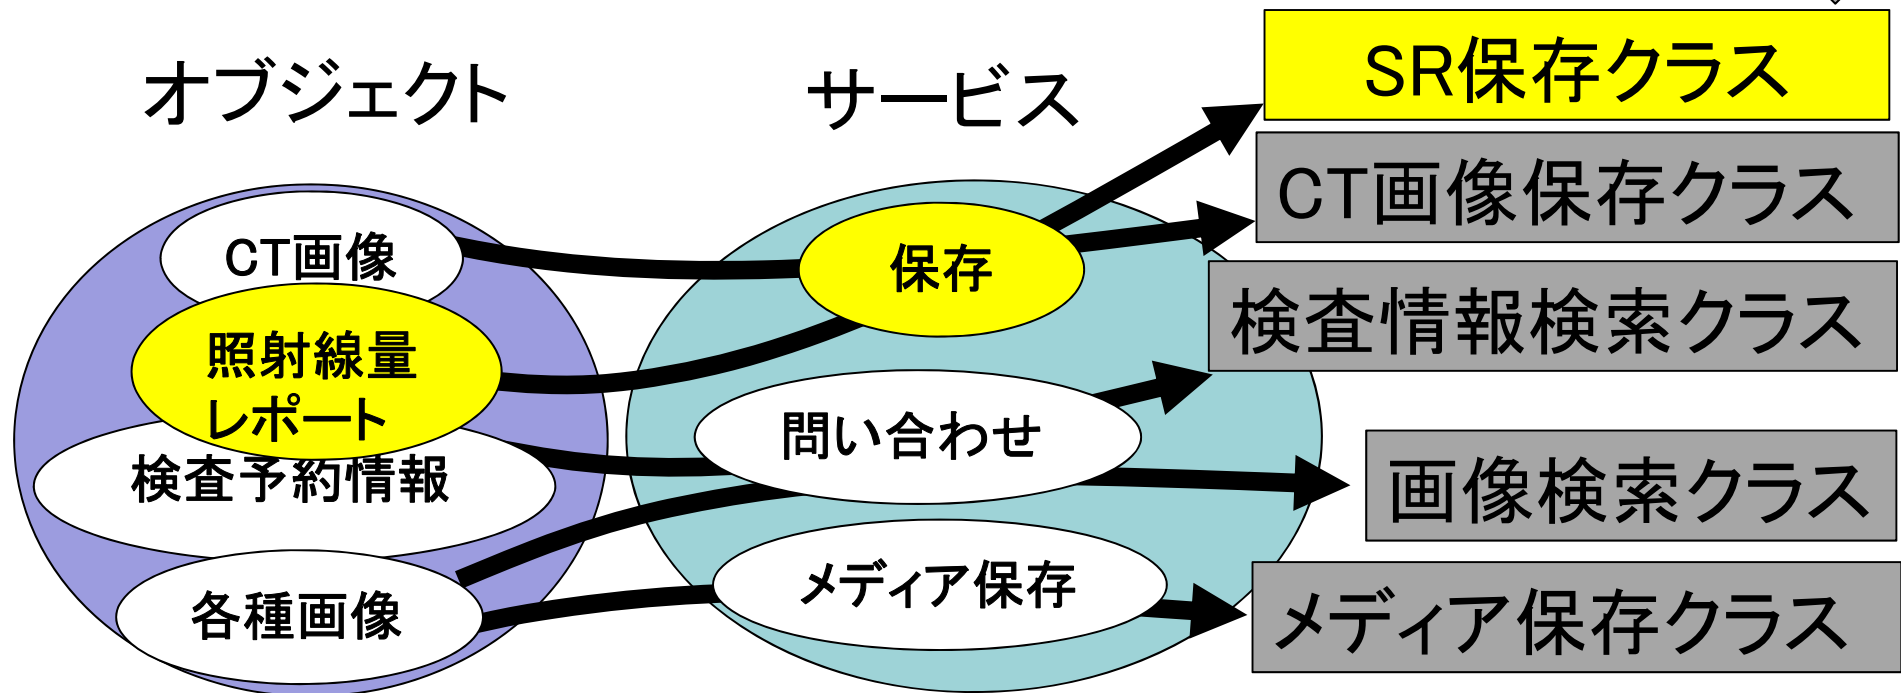 オブジェクト
サービス
SR保存クラス
CT画像保存クラス
検査情報検索クラス
画像検索クラス
メディア保存クラス
CT画像
照射線量
レポート
検査予約情報
各種画像
保存
問い合わせ
メディア保存